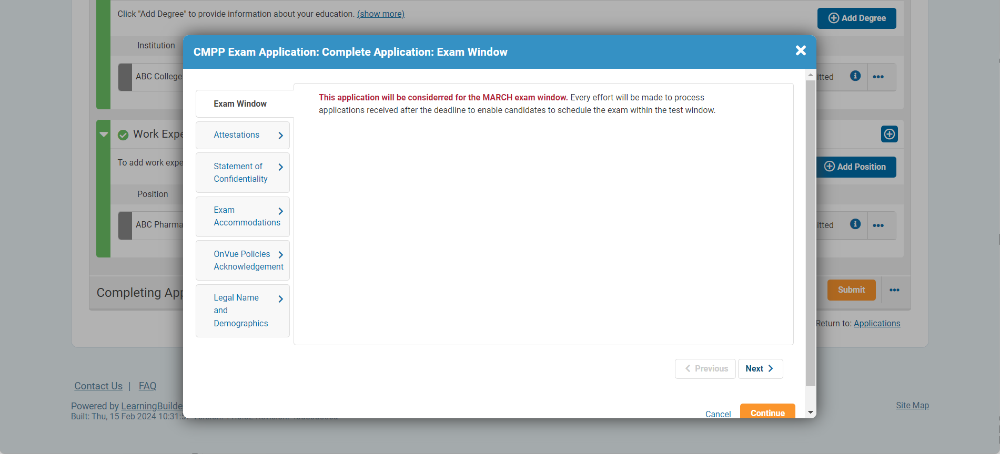 Click "Add Degree" to provide information about your education. (show more)
Add Degree
Institution
CMPP Exam Application: Complete Application: Exam Window
ABC College
itted
Exam Window
This application will be considerred for the MARCH exam window. Every effort will be made to process
applications received after the deadline to enable candidates to schedule the exam within the test window.
Attestations
Work Expe
To add work expe
Statement of
Confidentiality
Add Position
Position
Exam
Accommodations
ABC Pharma
itted
OnVue Policies
Acknowledgement
Completing App
Submit
Legal Name
and
Demographics
Return to: Applications
Previous
Next
Contact Us | FAQ
Powered by LearningBuilde
Site Map
Built: Thu, 15 Feb 2024 10:31:5
Cancel
Continue